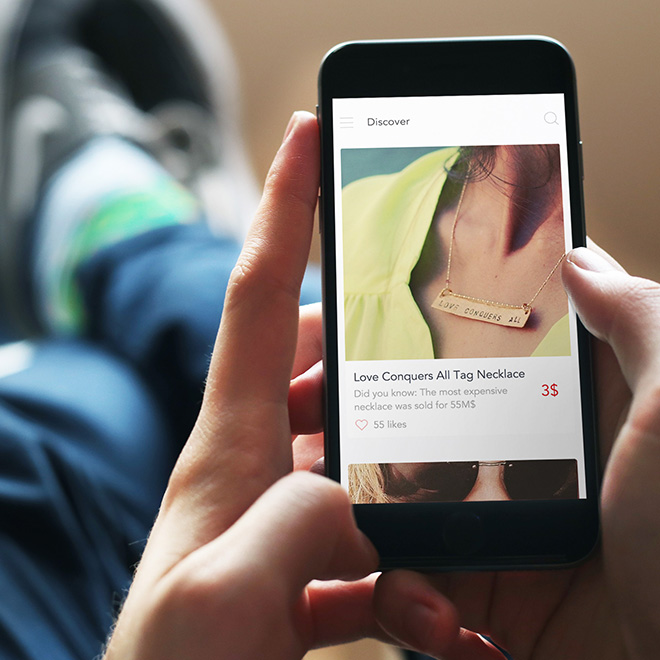 Discover
LOVE CONQUERS ALL
Love Conquers All Tag Necklace
Did you know: The most expensive
necklace was sold for 55M$
3$
55 likes